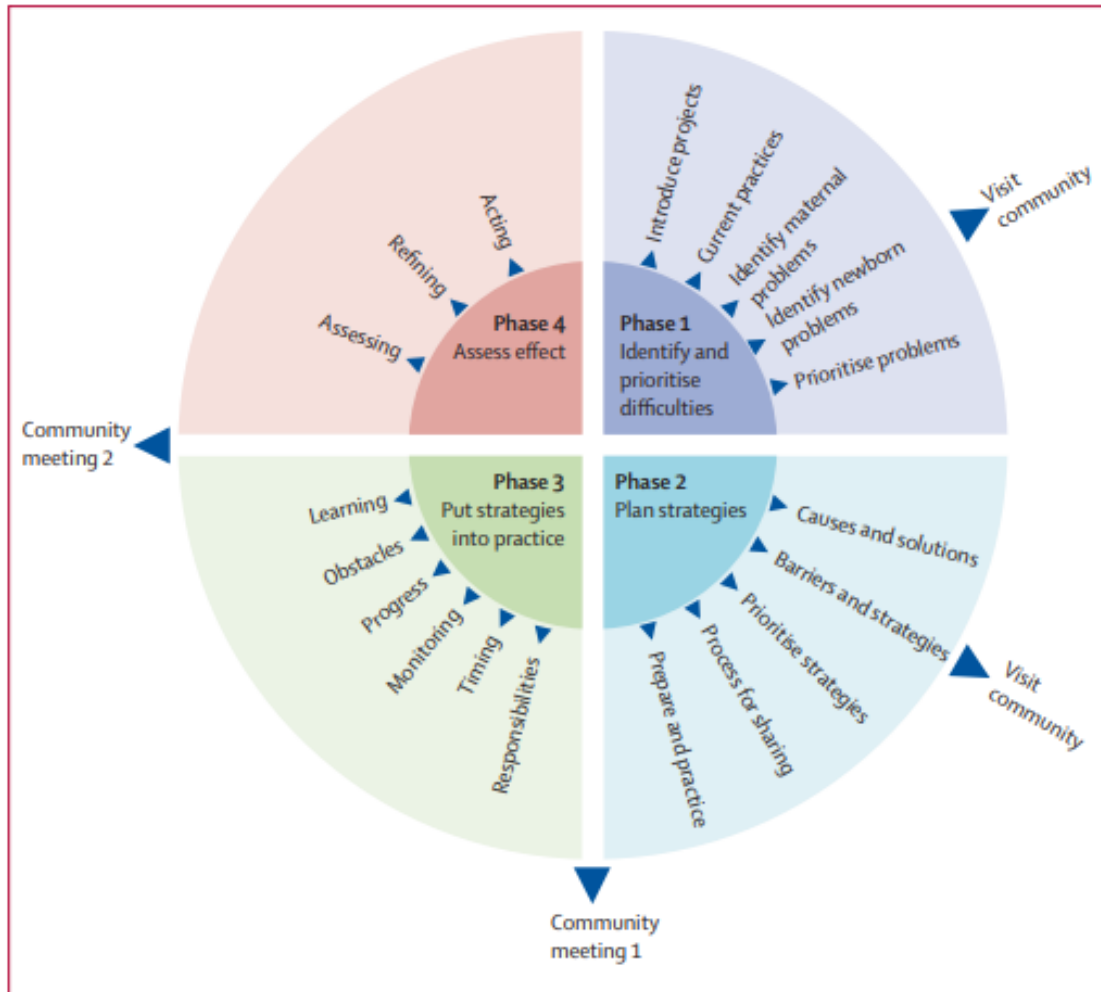 Phase 1
Identify and
prioritise
difficulties
Introduce projects
Current practices
Identify maternal
problems
Identify newborn
problems
Prioritise problems
Visit
community
Phase 2
Plan strategies
Causes and solutions
Barriers and strategies
Prioritise strategies
Process for sharing
Prepare and practice
Visit
community
Community
meeting 1
Phase 3
Put strategies
into practice
Responsibilities
Timing
Monitoring
Progress
Obstacles
Learning
Community
meeting 2
Phase 4
Assess effect
Assessing
Refining
Acting